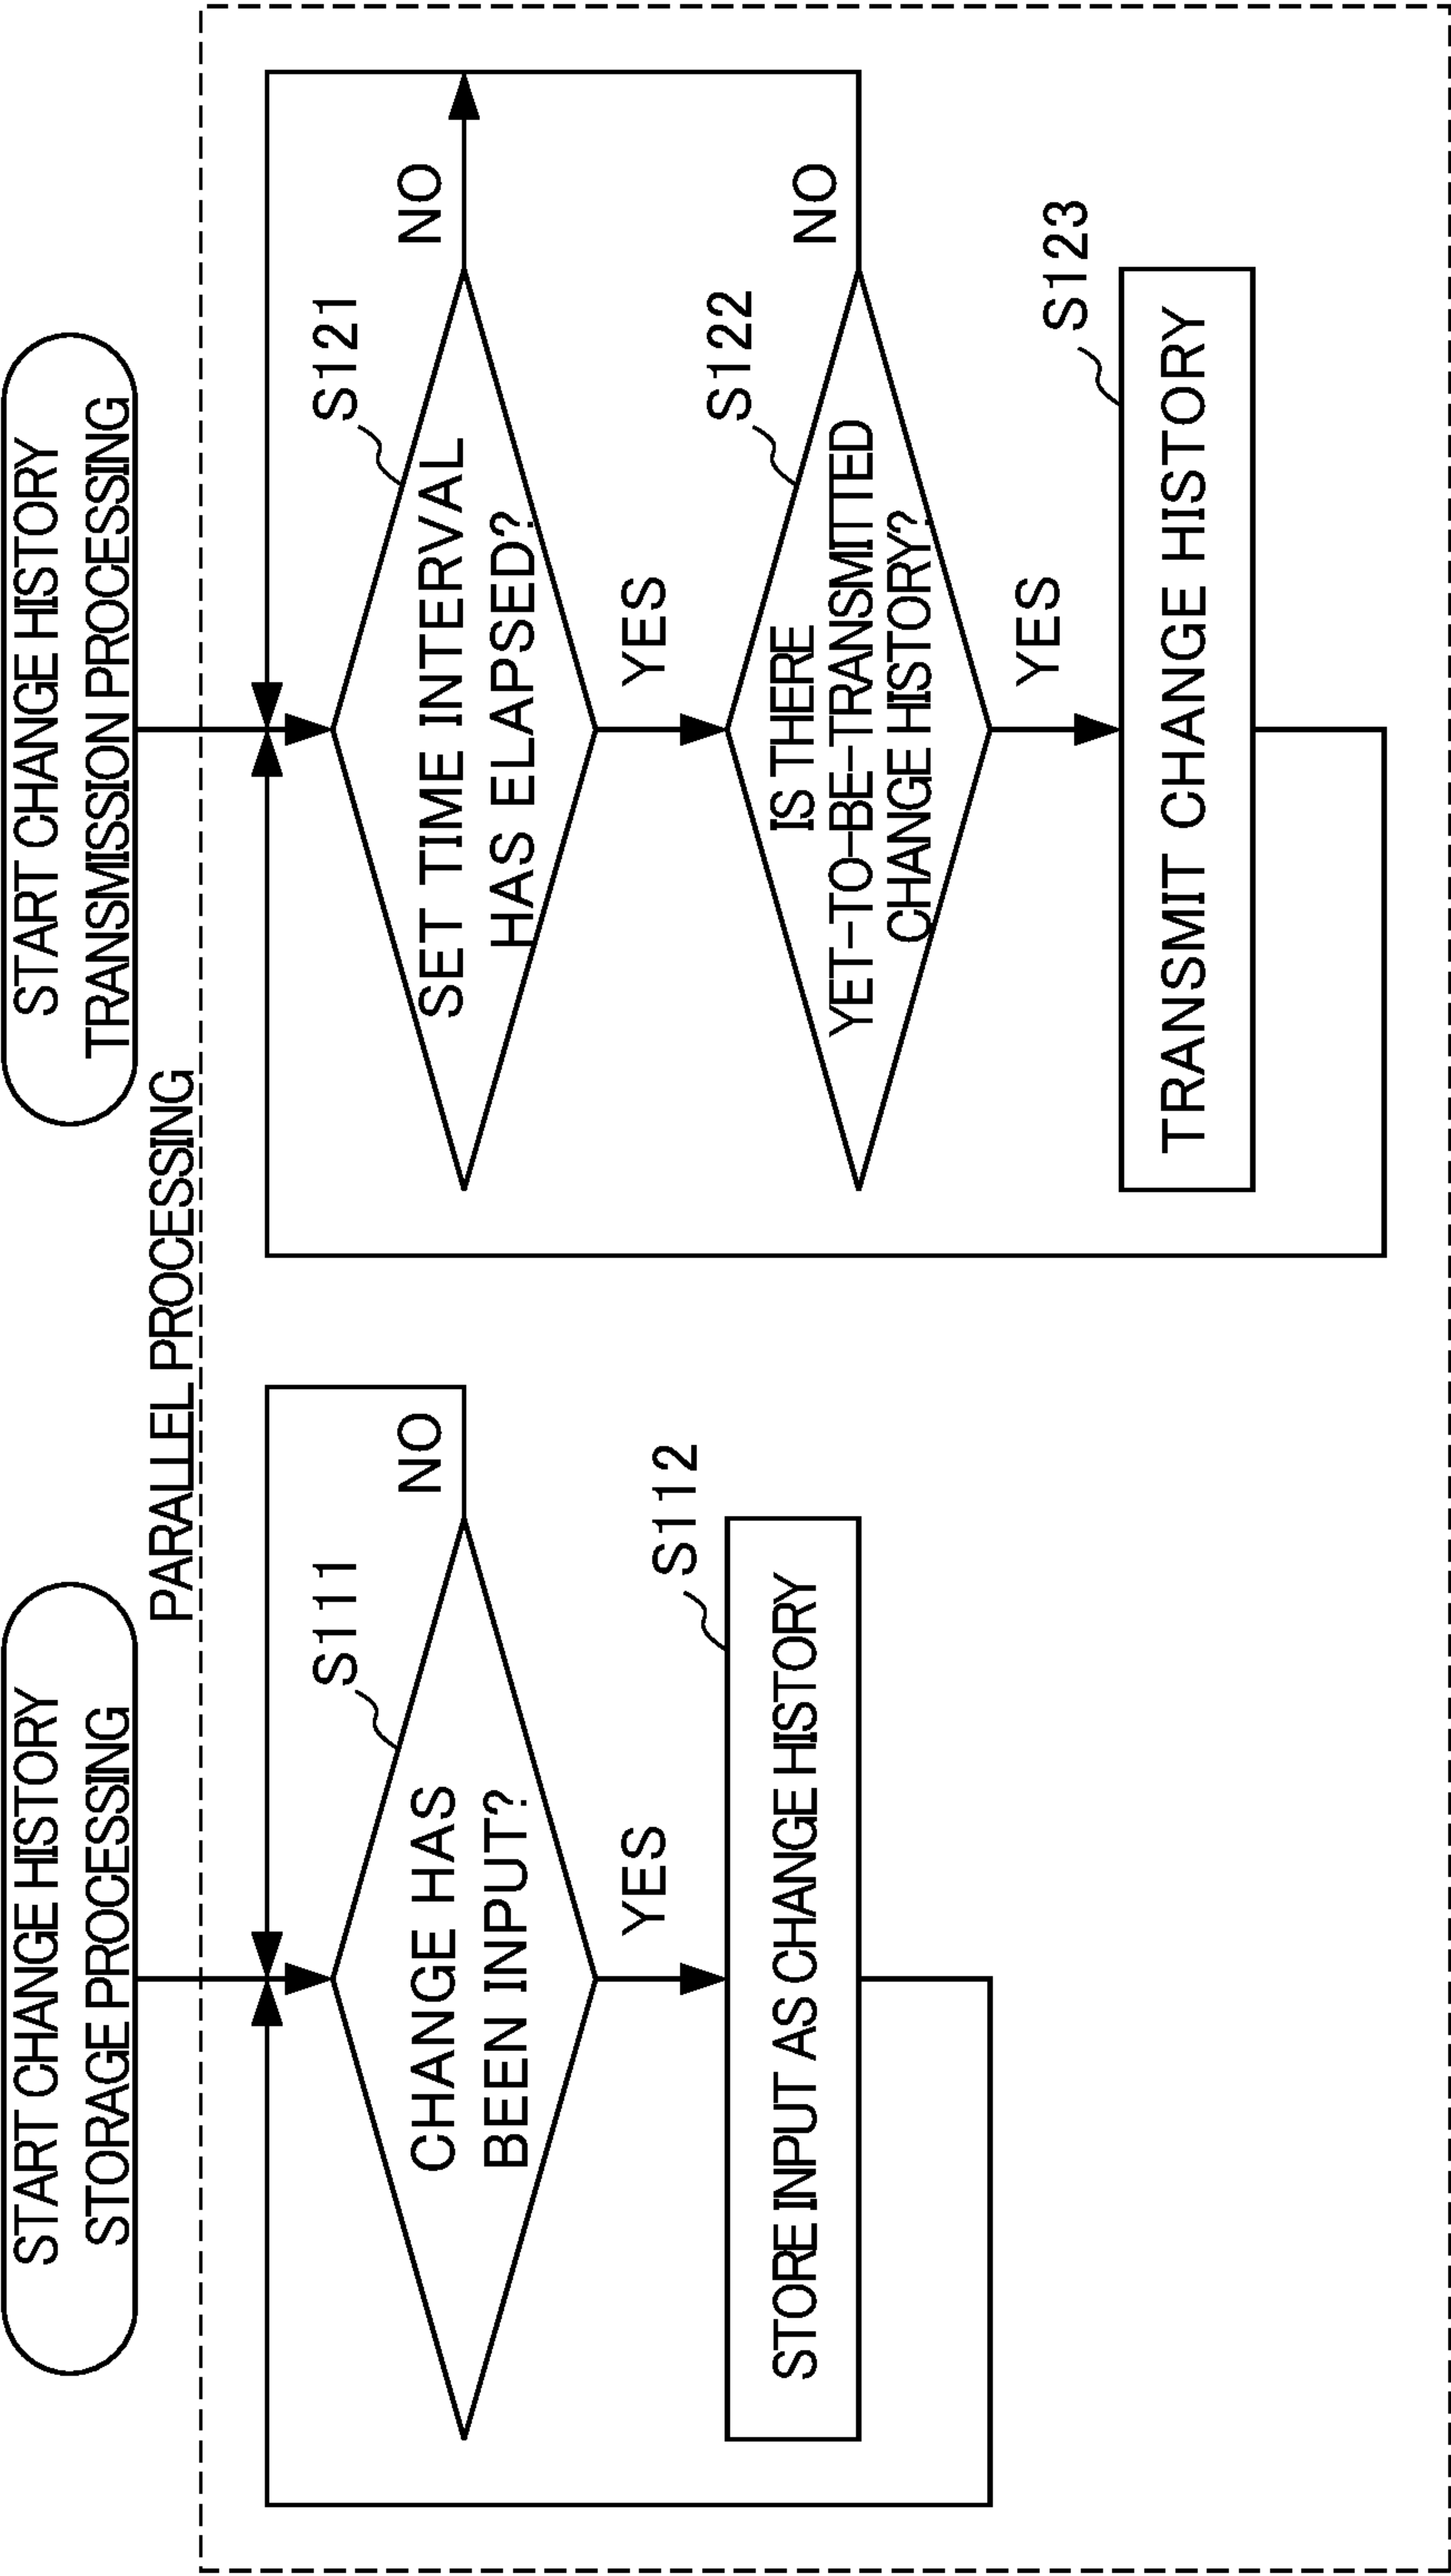 START CHANGE HISTORY
STORAGE PROCESSING
PARALLEL PROCESSING
S111
CHANGE HAS
BEEN INPUT?
NO
YES
S112
STORE INPUT AS CHANGE HISTORY
START CHANGE HISTORY
TRANSMISSION PROCESSING
S121
SET TIME INTERVAL
HAS ELAPSED?
NO
YES
S122
IS THERE
YET-TO-BE-TRANSMITTED
CHANGE HISTORY?
NO
YES
S123
TRANSMIT CHANGE HISTORY